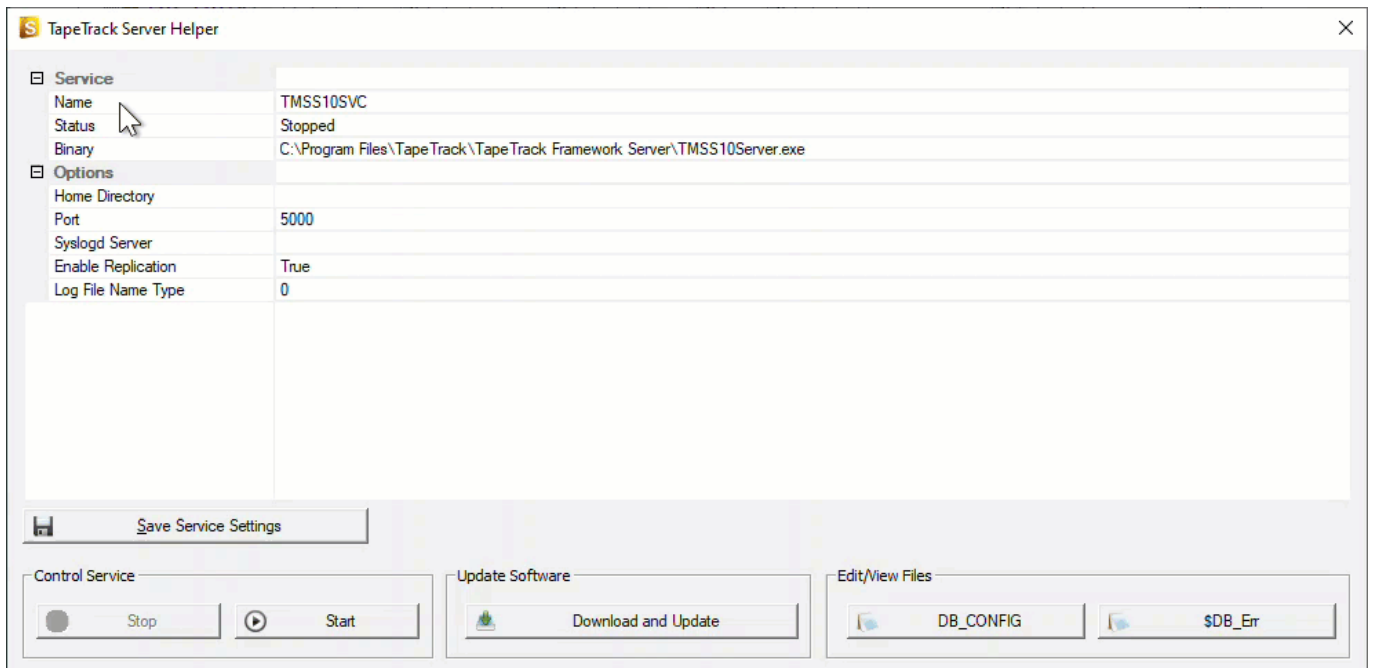 TapeTrack Server Helper
Service
Name TMSS10SVC
Status Stopped
Binary C:\Program Files\TapeTrack\TapeTrack Framework Server\TMSS10Server.exe
Options
Home Directory
Port 5000
Syslogd Server
Enable Replication True
Log File Name Type 0
Save Service Settings
Control Service Update Software Edit/View Files
Stop Start Download and Update DB_CONFIG $DB_Err